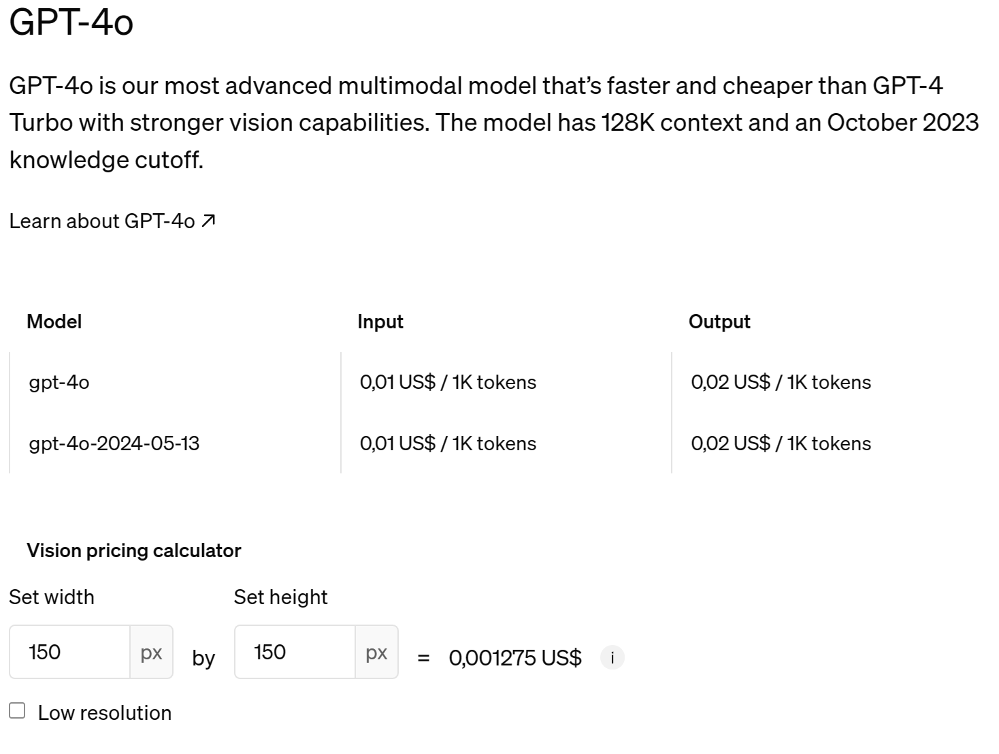 GPT-4o
GPT-4o is our most advanced multimodal model that’s faster and cheaper than GPT-4
Turbo with stronger vision capabilities. The model has 128K context and an October 2023
knowledge cutoff.
Learn about GPT-4o ↗
Model Input Output
gpt-4o 0,01 US$ / 1K tokens 0,02 US$ / 1K tokens
gpt-4o-2024-05-13 0,01 US$ / 1K tokens 0,02 US$ / 1K tokens
Vision pricing calculator
Set width Set height
150 px by 150 px = 0,001275 US$ i
Low resolution